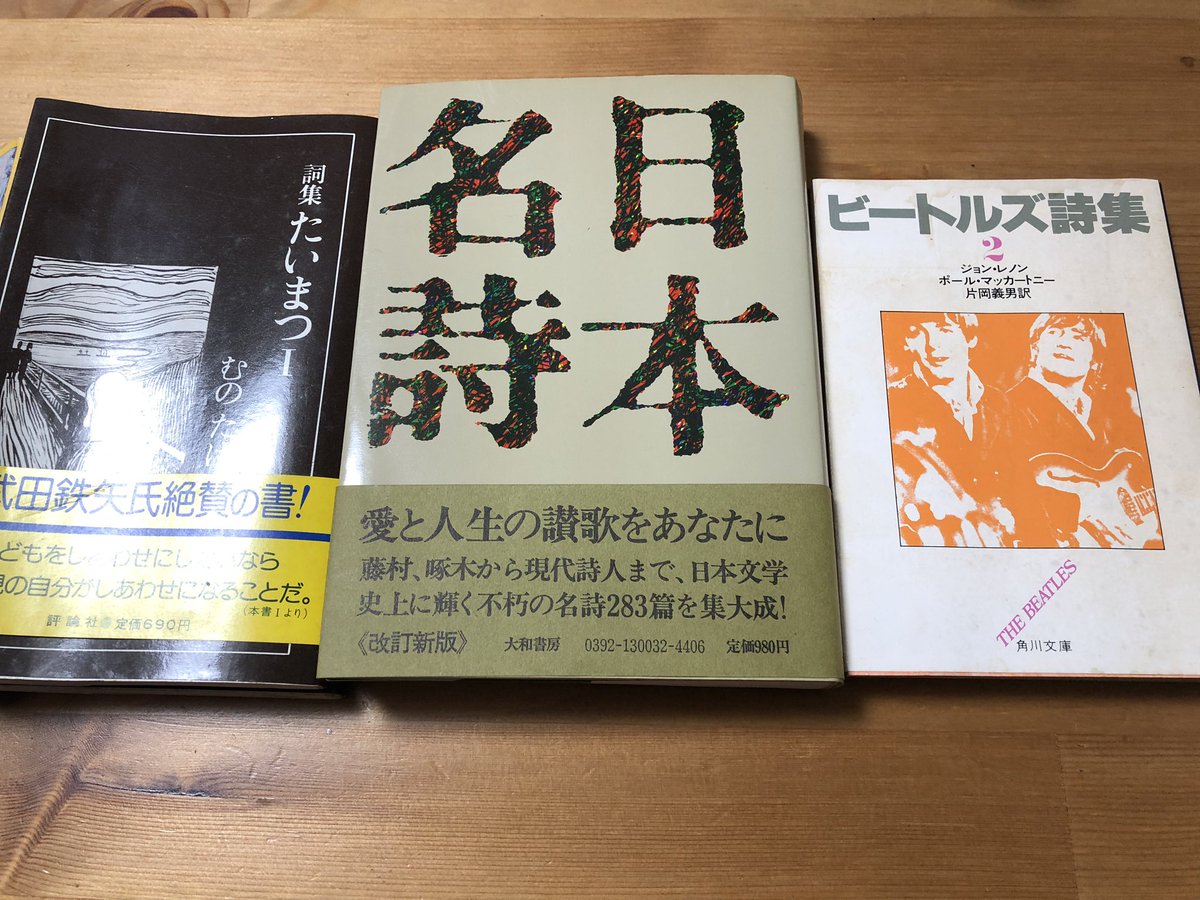 詞集 たいまつ I
むのた
武田鉄矢氏絶賛の書!
どもをしあわせにしたいなら
親の自分がしあわせになることだ。
(本書Iより)
評論社 定価690円
日本
名詩
愛と人生の讃歌をあなたに
藤村、啄木から現代詩人まで、日本文学
史上に輝く不朽の名詩283篇を集大成!
《改訂新版》 大和書房 0392-130032-4406 定価980円
ビートルズ詩集
2
ジョン・レノン
ポール・マッカートニー
片岡義男訳
THE BEATLES
角川文庫